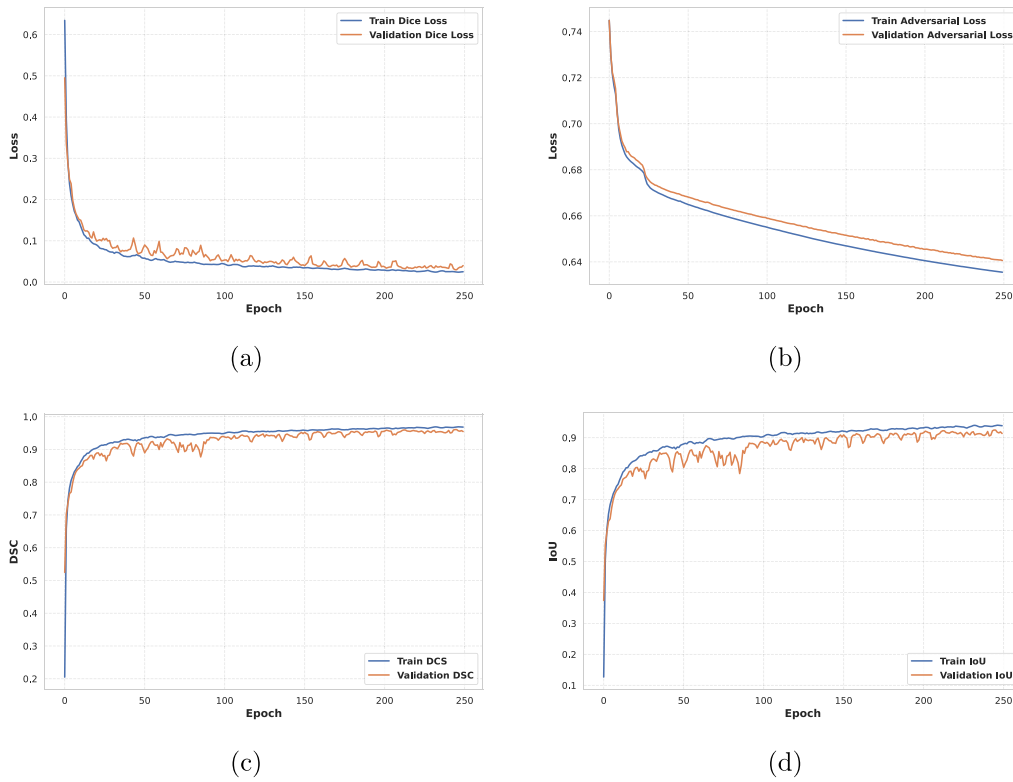 0,6
0,5
0,4
0,3
0,2
0,1
0,0
Loss
0
50
100
150
200
250
Epoch
Train Dice Loss
Validation Dice Loss
(a)
0,74
0,72
0,70
0,68
0,66
0,64
Loss
0
50
100
150
200
250
Epoch
Train Adversarial Loss
Validation Adversarial Loss
(b)
1,0
0,9
0,8
0,7
0,6
0,5
0,4
0,3
0,2
DSC
0
50
100
150
200
250
Epoch
Train DCS
Validation DSC
(c)
0,9
0,8
0,7
0,6
0,5
0,4
0,3
0,2
0,1
IoU
0
50
100
150
200
250
Epoch
Train IoU
Validation IoU
(d)